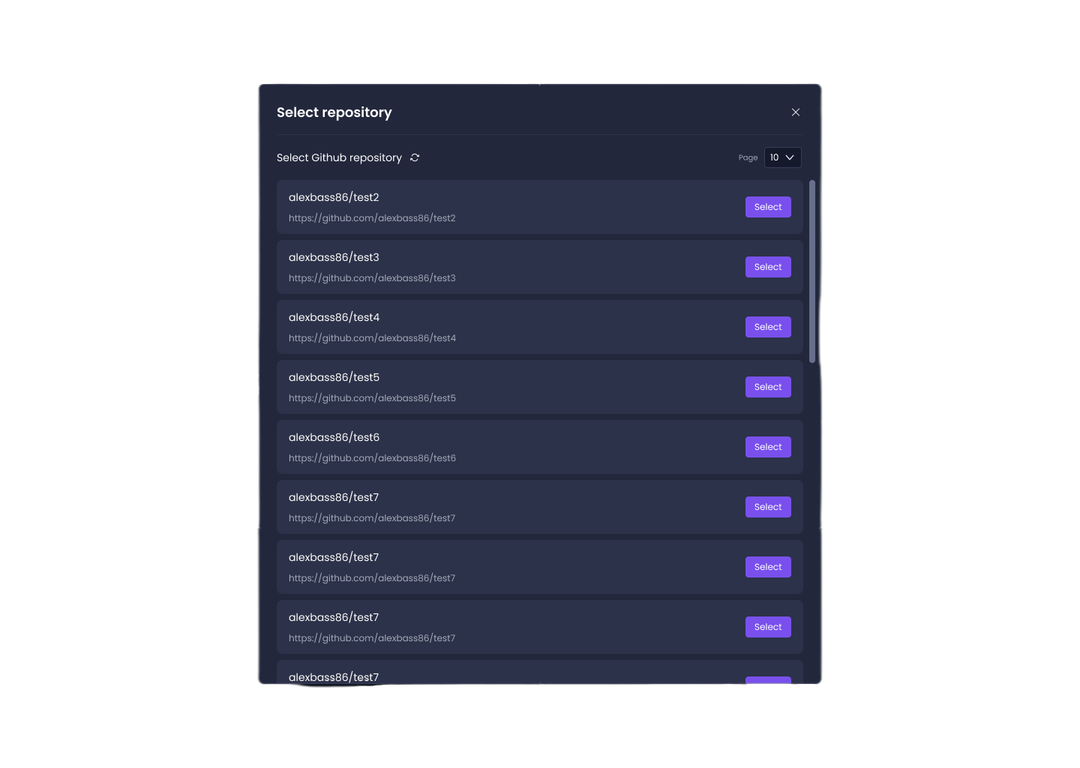 Select repository
Select Github repository
Page 10
alexbass86/test2
https://github.com/alexbass86/test2
Select
alexbass86/test3
https://github.com/alexbass86/test3
Select
alexbass86/test4
https://github.com/alexbass86/test4
Select
alexbass86/test5
https://github.com/alexbass86/test5
Select
alexbass86/test6
https://github.com/alexbass86/test6
Select
alexbass86/test7
https://github.com/alexbass86/test7
Select
alexbass86/test7
https://github.com/alexbass86/test7
Select
alexbass86/test7
https://github.com/alexbass86/test7
Select
alexbass86/test7